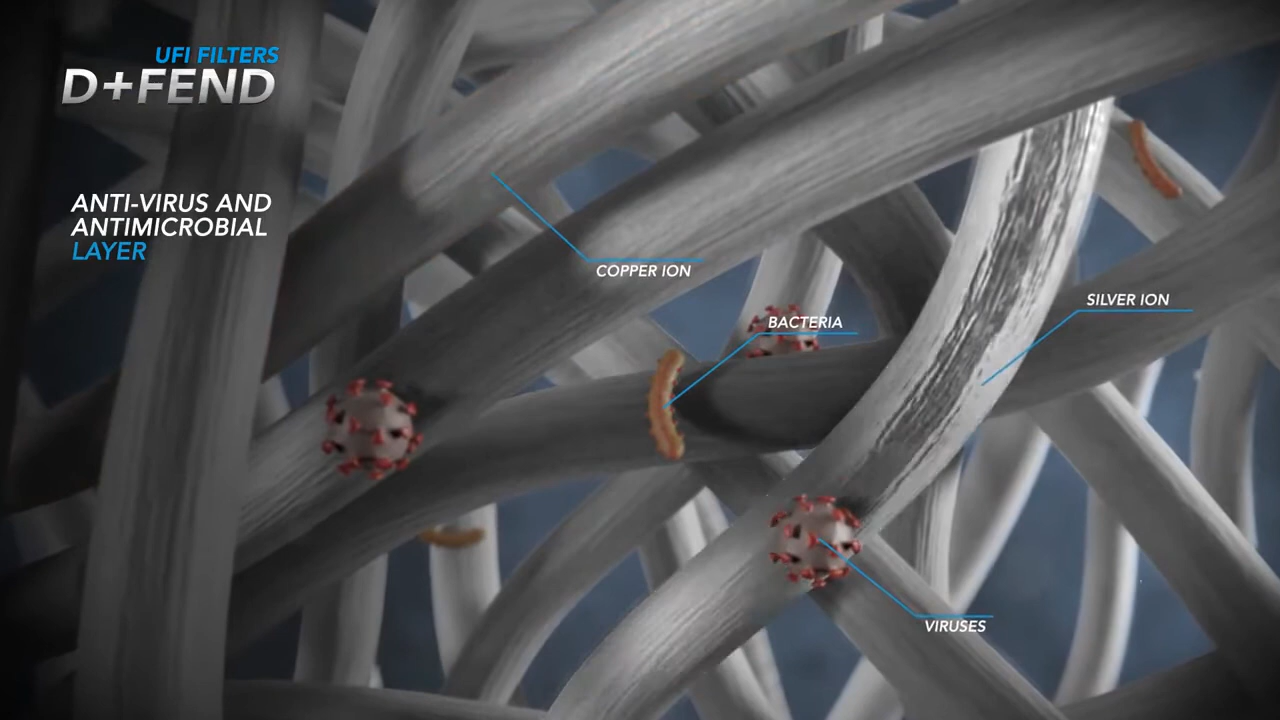 UFI FILTERS
D+FEND
ANTI-VIRUS AND
ANTIMICROBIAL
LAYER
COPPER ION
SILVER ION
BACTERIA
VIRUSES